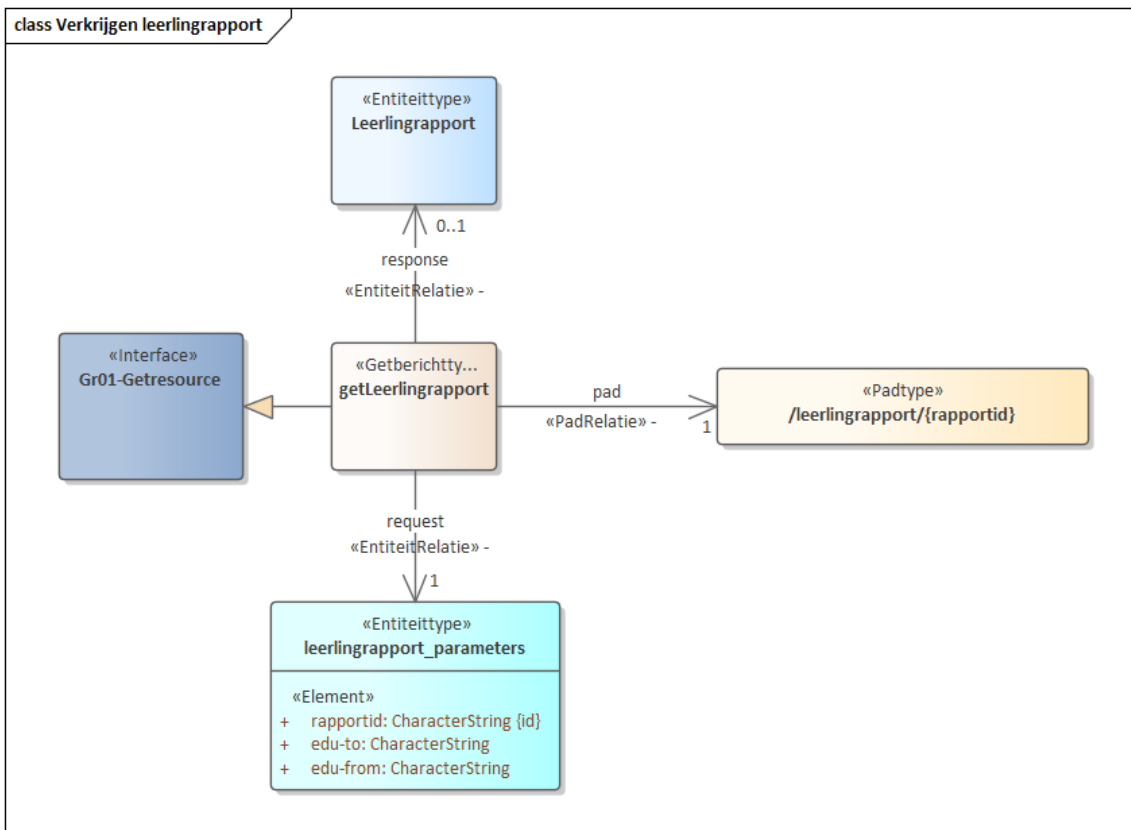 class Verkrijgen leerlingrapport
«Entiteittype»
Leerlingrapport
0..1
response
«EntiteitRelatie» -
«Interface»
Gr01-Getresource
«Getberichtty...
getLeerlingrapport
pad
«PadRelatie» -
1
«Padtype»
/leerlingrapport/{rapportid}
request
«EntiteitRelatie» -
1
«Entiteittype»
leerlingrapport_parameters
«Element»
+ rapportid: CharacterString {id}
+ edu-to: CharacterString
+ edu-from: CharacterString